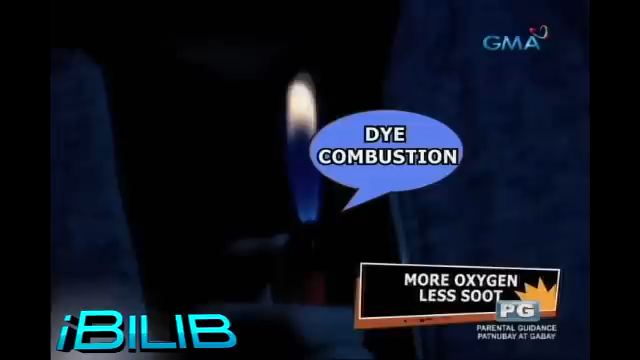 GMA
DYE
COMBUSTION
MORE OXYGEN
LESS SOOT
PG
PARENTAL GUIDANCE
PATNUBAY AT GABAY
iBILIB